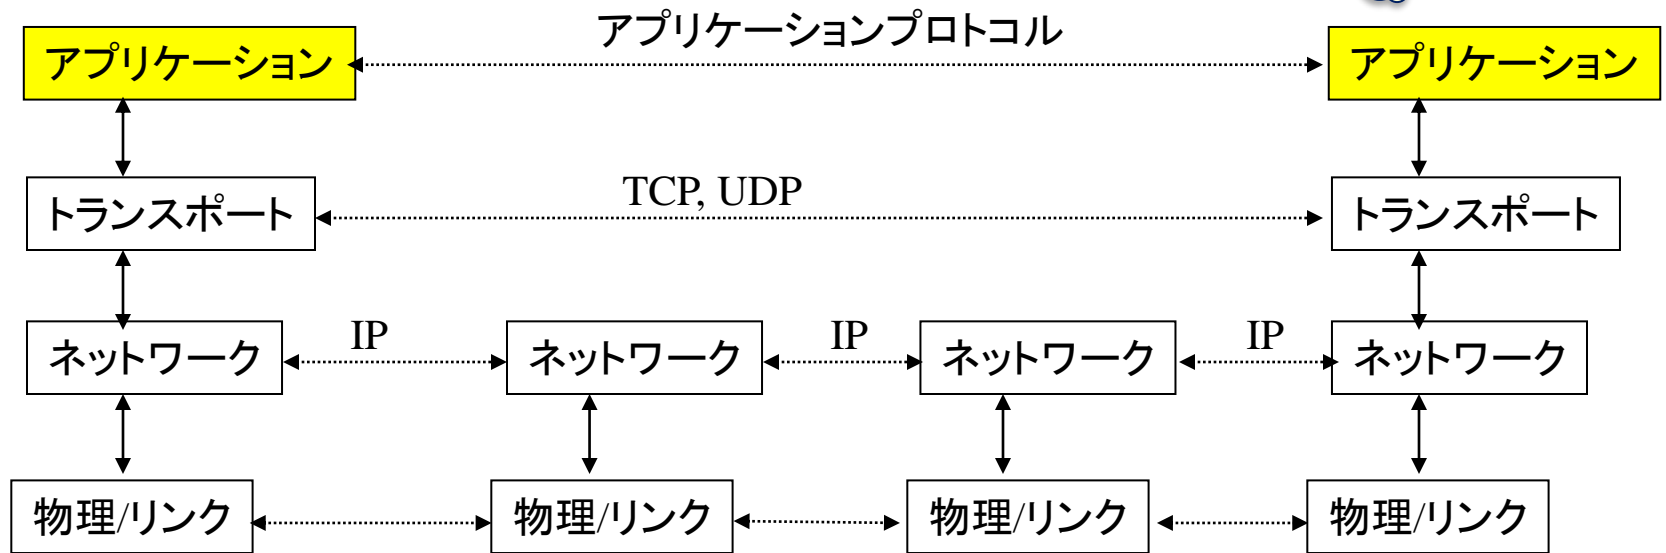 アプリケーションプロトコル
アプリケーション アプリケーション
TCP, UDP
トランスポート トランスポート
IP IP IP
ネットワーク ネットワーク ネットワーク ネットワーク
物理/リンク 物理/リンク 物理/リンク 物理/リンク